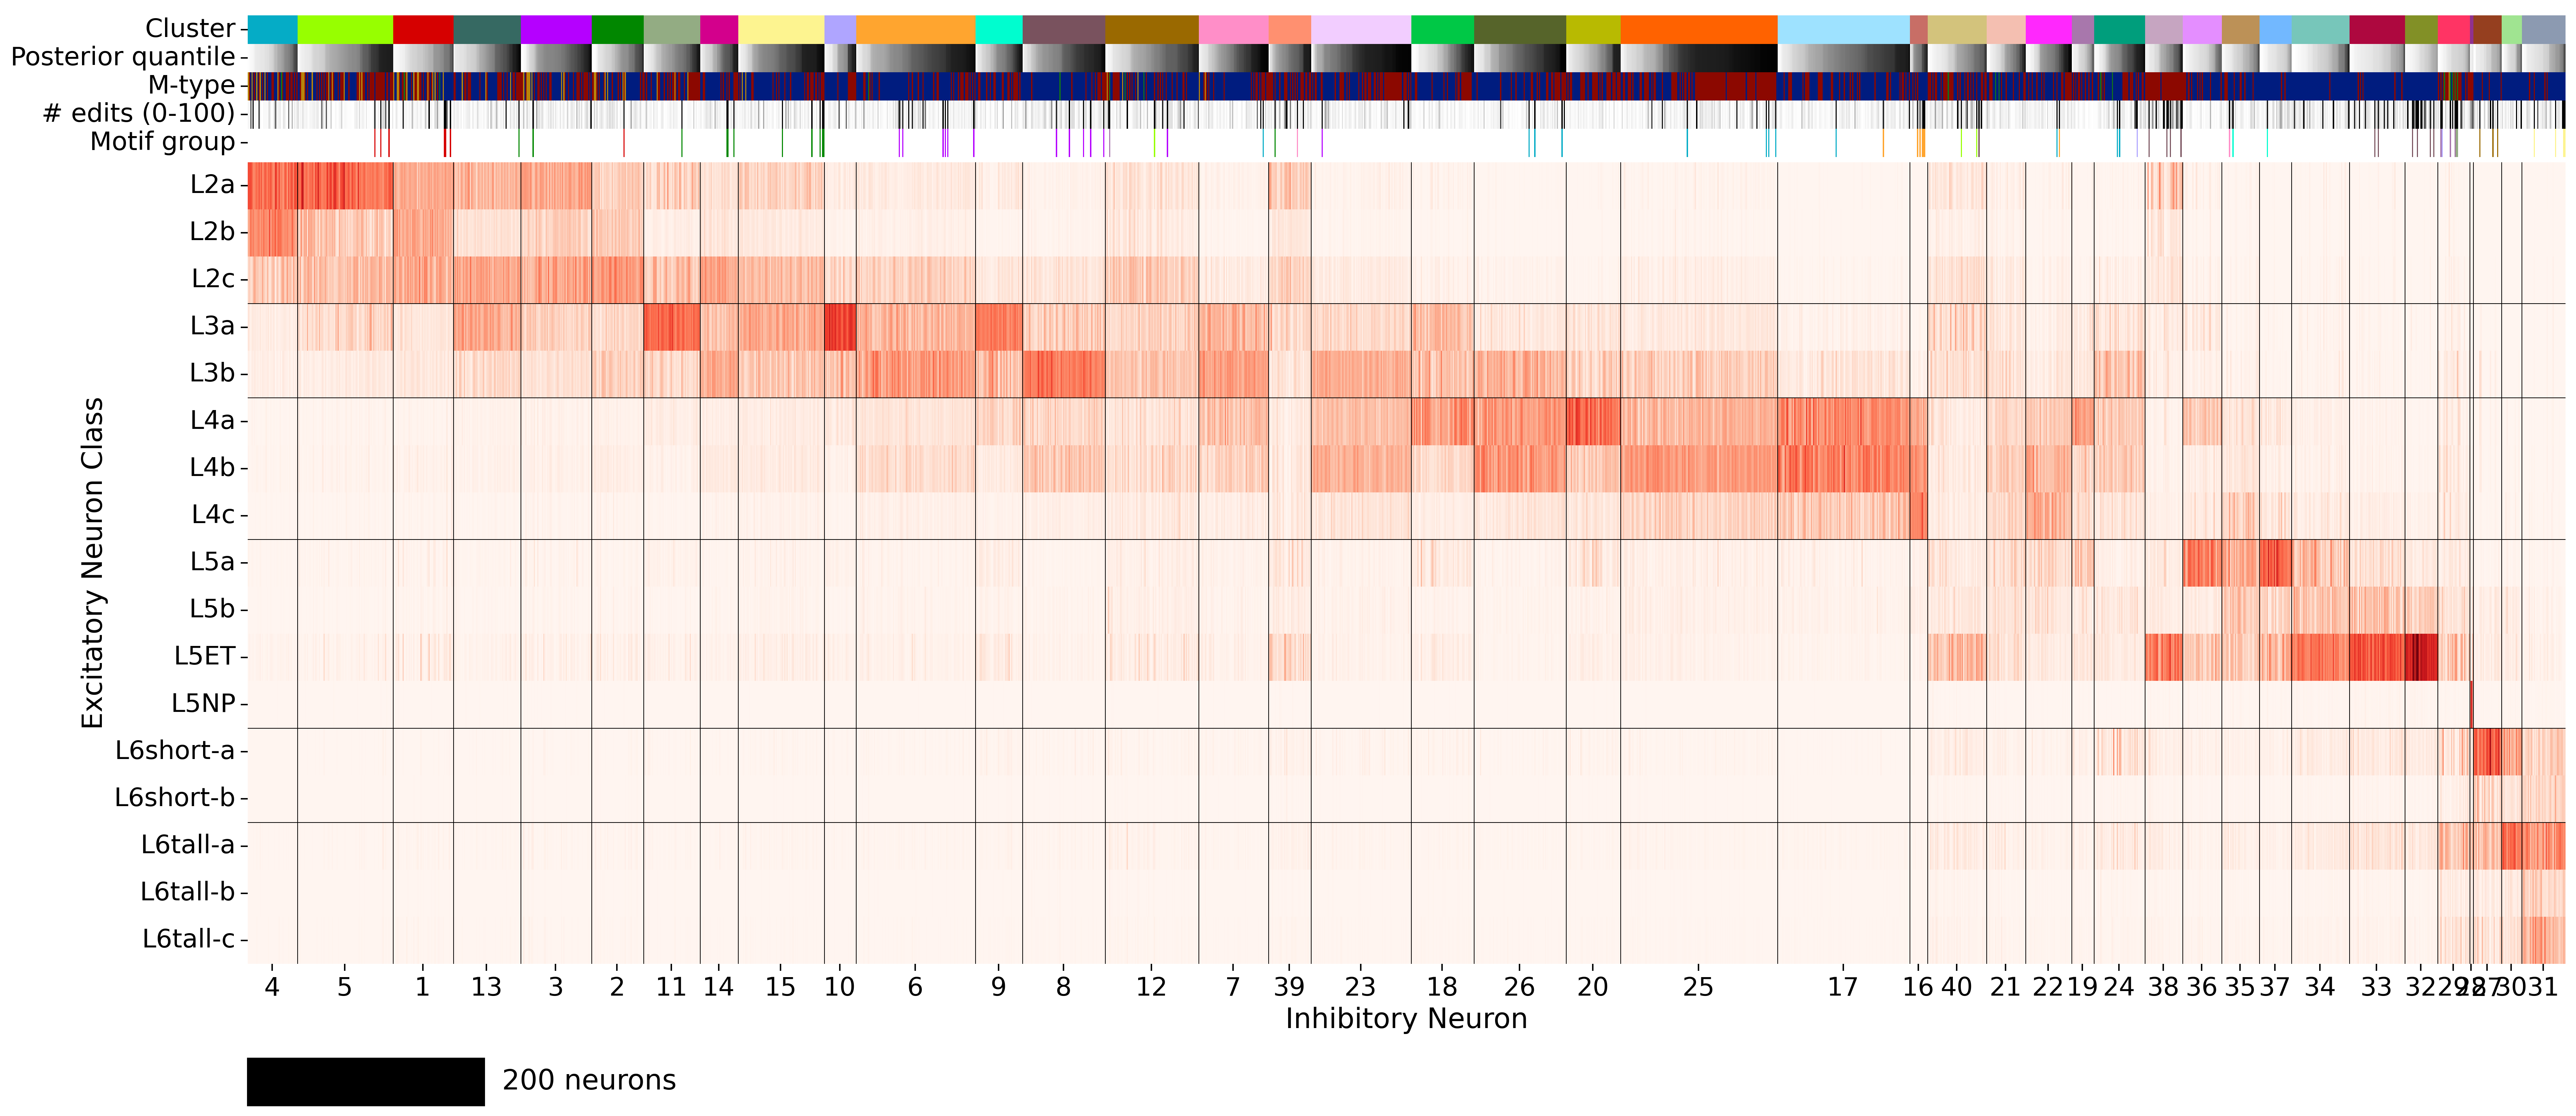 Cluster
Posterior quantile
M-type
# edits (0-100)
Motif group
Excitatory Neuron Class
L2a
L2b
L2c
L3a
L3b
L4a
L4b
L4c
L5a
L5b
L5ET
L5NP
L6short-a
L6short-b
L6tall-a
L6tall-b
L6tall-c
4 5 1 13 3 2 11 14 15 10 6 9 8 12 7 39 23 18 26 20 25 17 16 40 21 22 19 24 38 36 35 37 34 33 32 29 28 27 30 31
Inhibitory Neuron
200 neurons